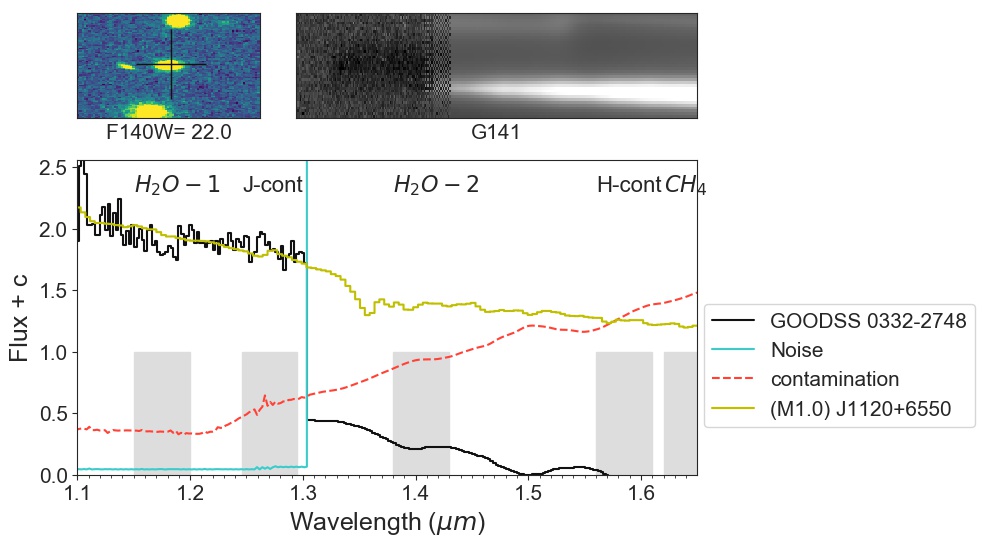 F140W= 22.0
G141
H₂O − 1
J-cont
H₂O − 2
H-cont
CH₄
2.5
2.0
1.5
1.0
0.5
0.0
Flux + c
1.1
1.2
1.3
1.4
1.5
1.6
Wavelength (μm)
GOODSS 0332-2748
Noise
contamination
(M1.0) J1120+6550